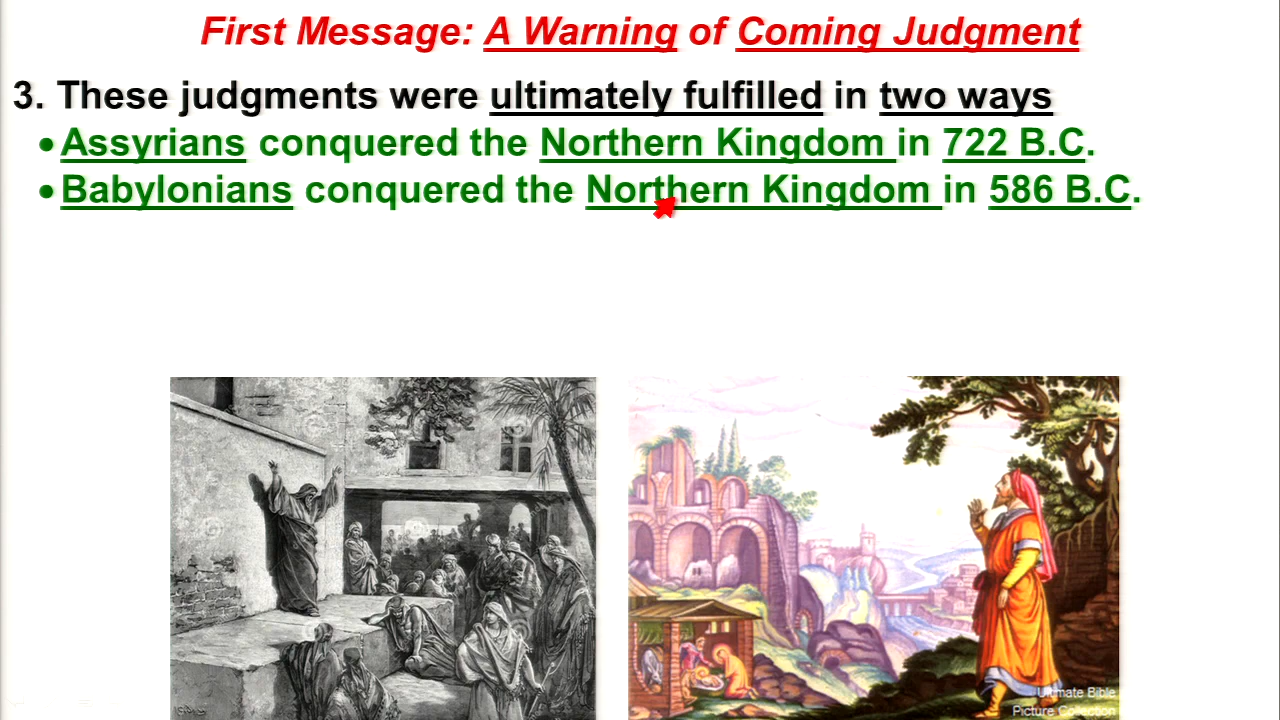 First Message: A Warning of Coming Judgment
3. These judgments were ultimately fulfilled in two ways
• Assyrians conquered the Northern Kingdom in 722 B.C.
• Babylonians conquered the Northern Kingdom in 586 B.C.
Ultimate Bible
Picture Collection